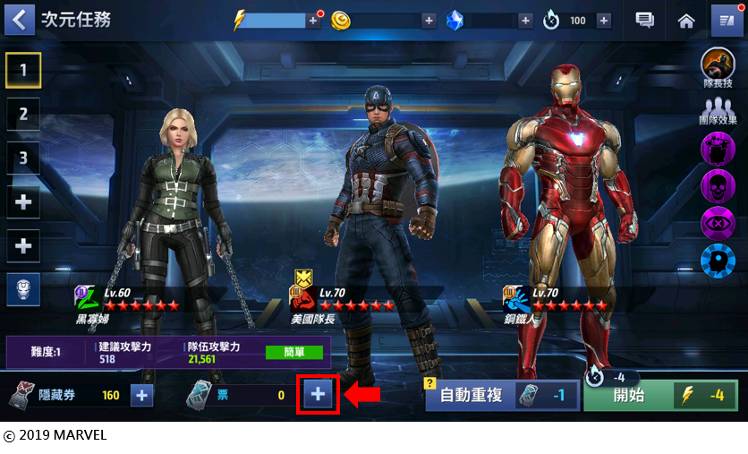 次元任務
100
1
2
3
隊長技
團隊效果
Lv.60
黑寡婦
Lv.70
美國隊長
Lv.70
鋼鐵人
難度:1
建議攻擊力
518
隊伍攻擊力
21,561
簡單
隱藏券 160
票 0
?
自動重複 -1
-4
開始 -4
© 2019 MARVEL